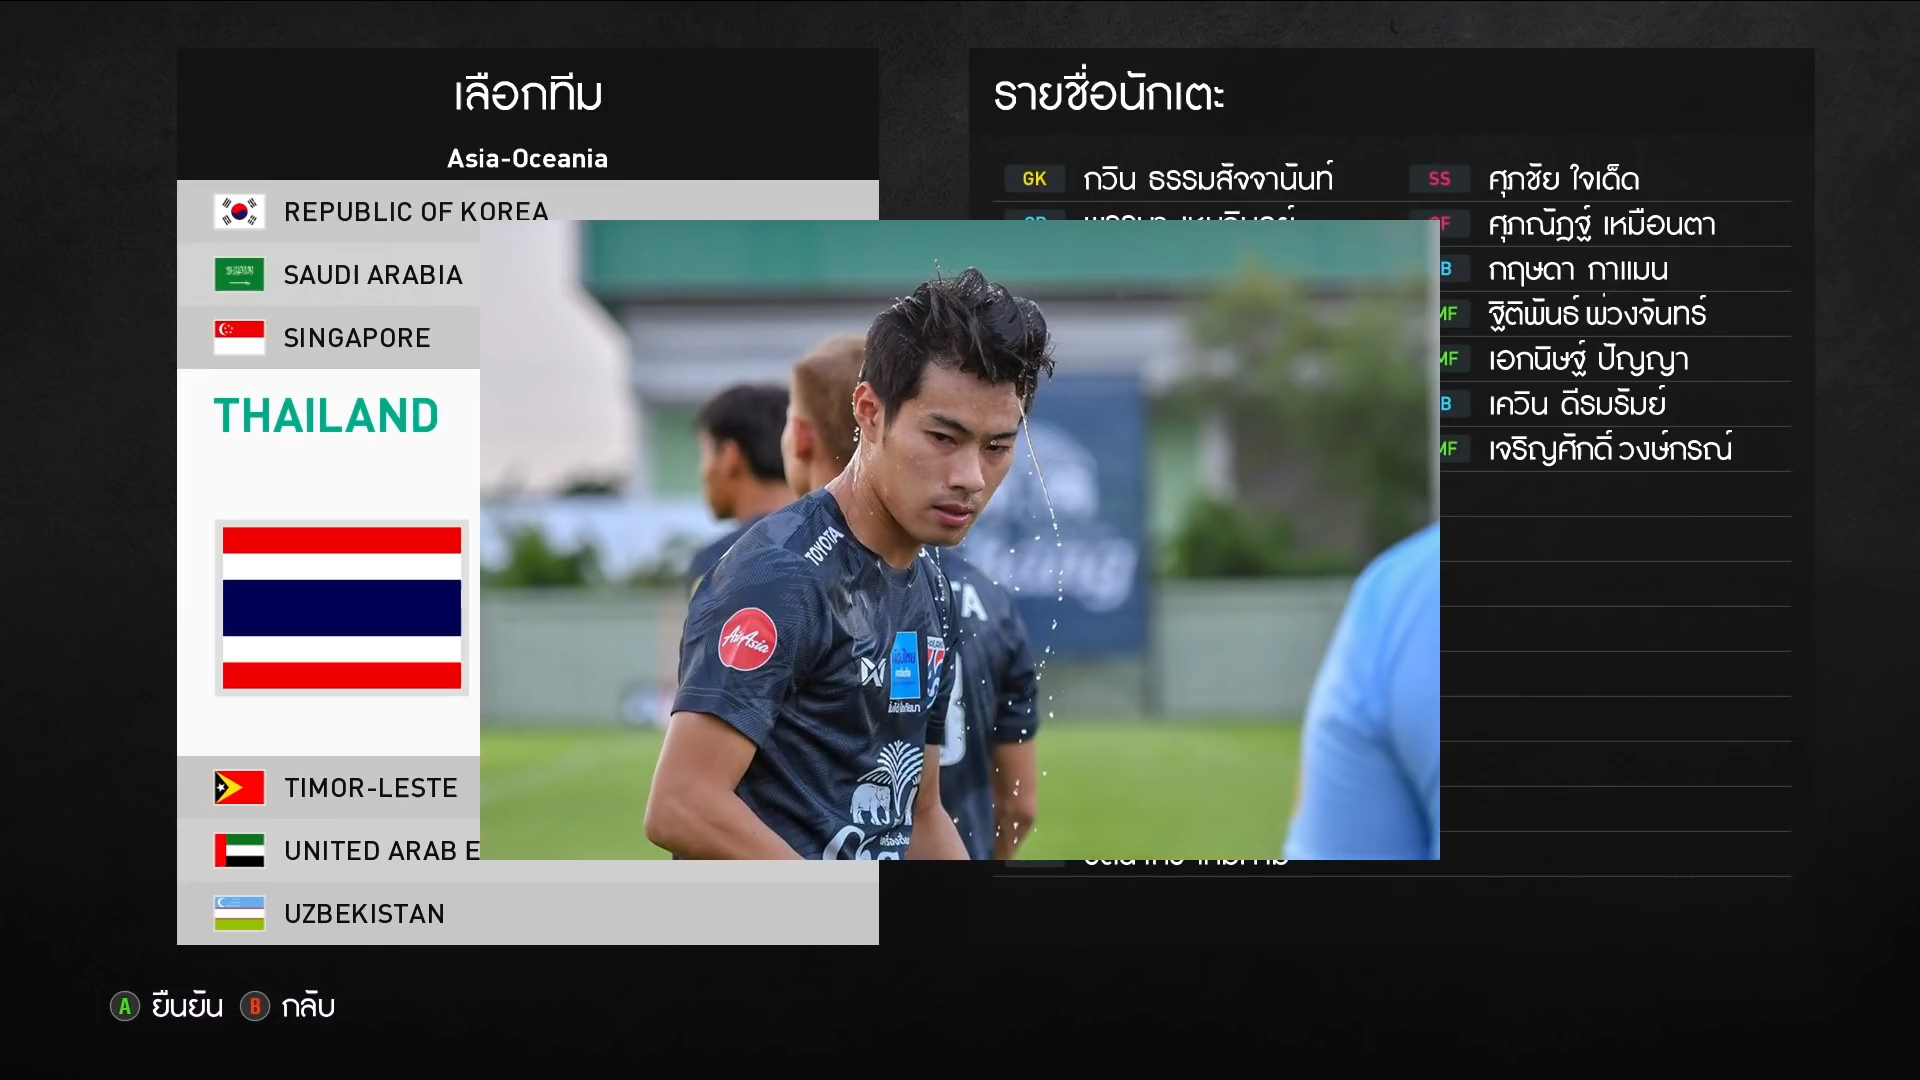 เลือกทีม
Asia-Oceania
REPUBLIC OF KOREA
SAUDI ARABIA
SINGAPORE
THAILAND
TIMOR-LESTE
UNITED ARAB E
UZBEKISTAN
รายชื่อนักเตะ
GK กวิน ธรรมสัจจานันท์
SS ศุภชัย ใจเด็ด
ศุภณัฏฐ์ เหมือนตา
B กฤษดา กาแมน
MF ฐิติพันธ์ พ่วงจันทร์
MF เอกนิษฐ์ ปัญญา
B เควิน ดีรมรัมย์
MF เจริญศักดิ์ วงษ์กรณ์
TOYOTA
AirAsia
TA
A ยืนยัน B กลับ